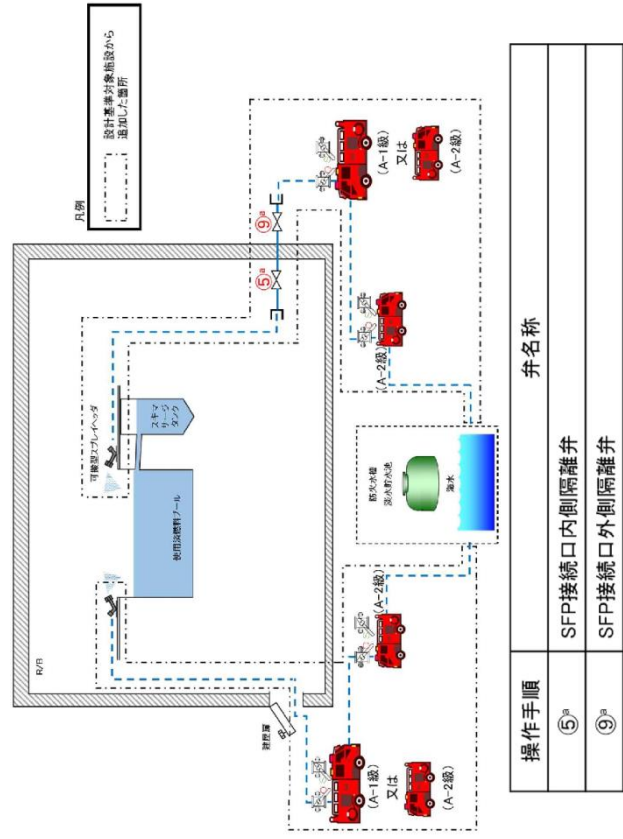 凡例
設計基準対象施設から
追加した箇所
R/B
可搬型スプレイヘッダ
使用済燃料プール
スキマ
サージ
タンク
⑤a
⑨a
建屋扉
(A-1級)
又は
(A-2級)
(A-2級)
防火水槽
淡水貯水池
海水
(A-2級)
(A-1級)
又は
(A-2級)
操作手順 弁名称
⑤a SFP接続口内側隔離弁
⑨a SFP接続口外側隔離弁